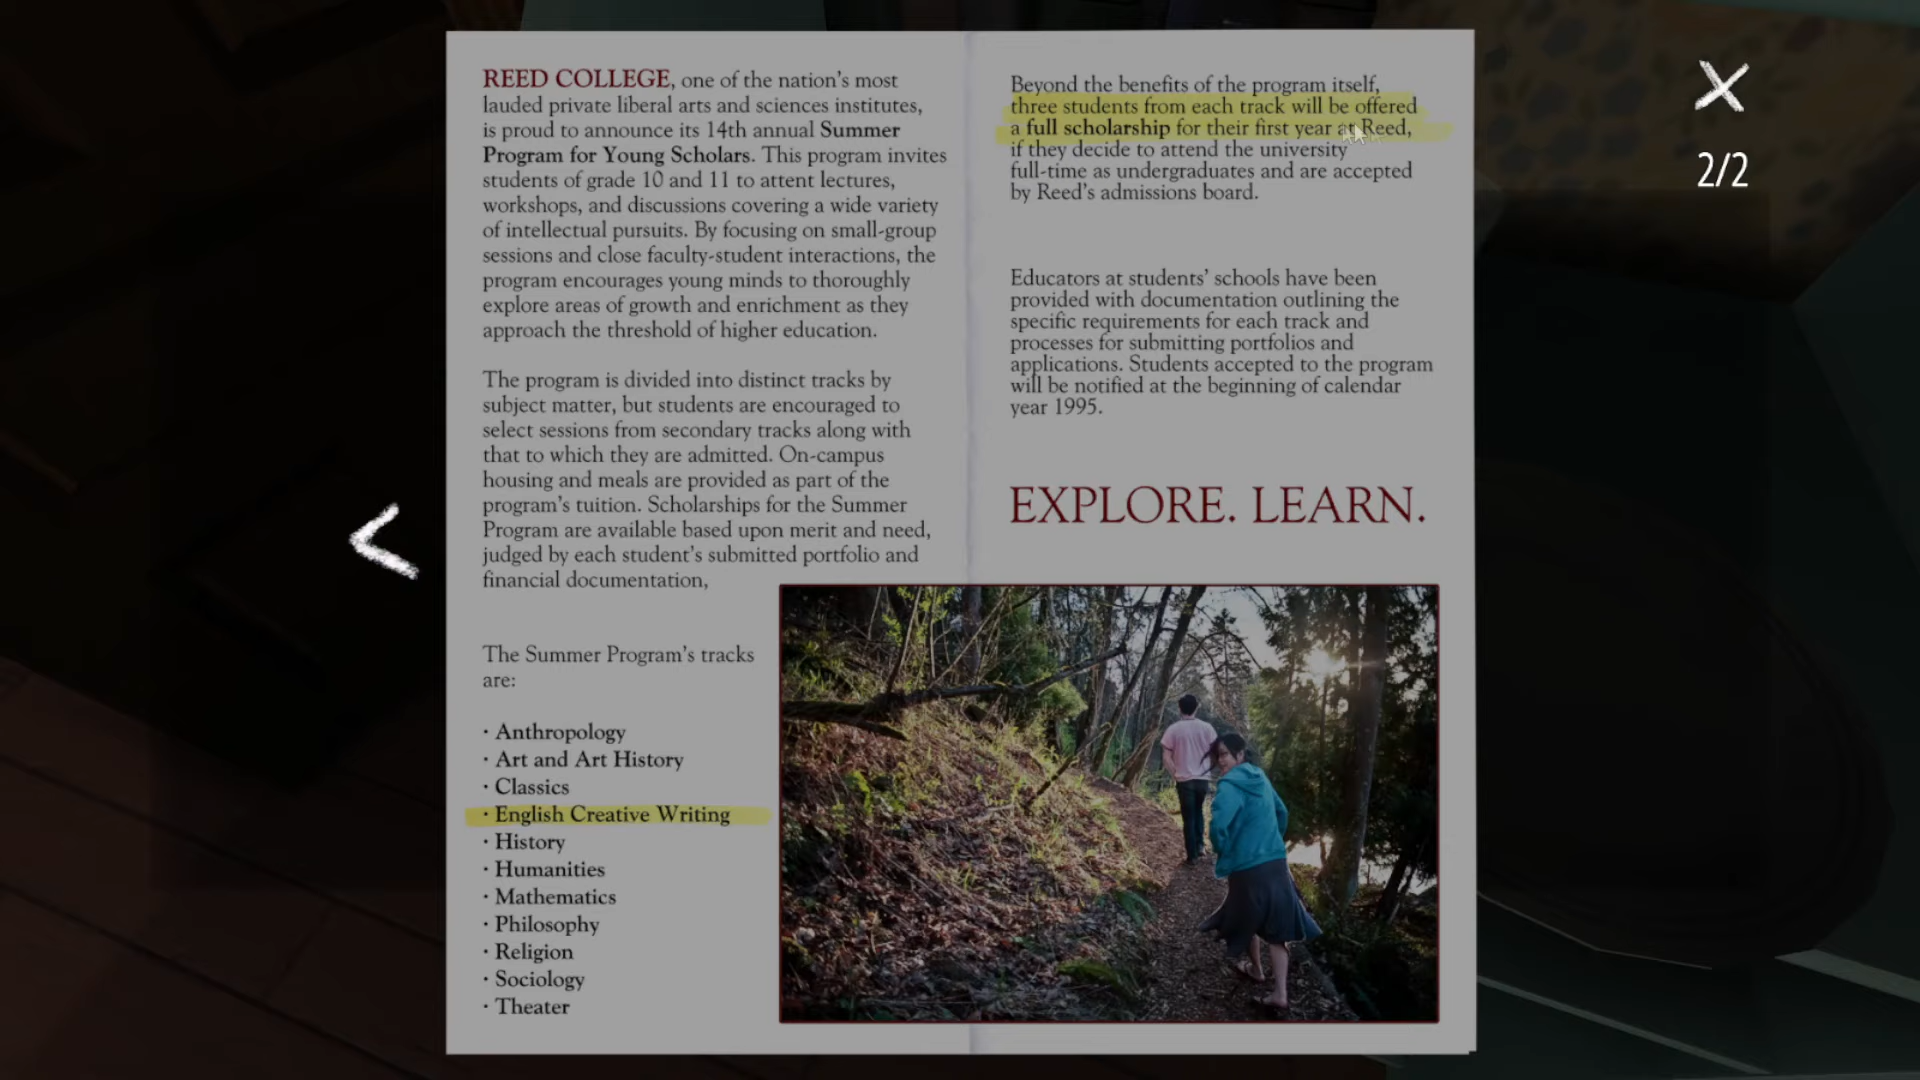 REED COLLEGE, one of the nation's most
lauded private liberal arts and sciences institutes,
is proud to announce its 14th annual Summer
Program for Young Scholars. This program invites
students of grade 10 and 11 to attent lectures,
workshops, and discussions covering a wide variety
of intellectual pursuits. By focusing on small-group
sessions and close faculty-student interactions, the
program encourages young minds to thoroughly
explore areas of growth and enrichment as they
approach the threshold of higher education.
The program is divided into distinct tracks by
subject matter, but students are encouraged to
select sessions from secondary tracks along with
that to which they are admitted. On-campus
housing and meals are provided as part of the
program's tuition. Scholarships for the Summer
Program are available based upon merit and need,
judged by each student's submitted portfolio and
financial documentation,
The Summer Program's tracks
are:
· Anthropology
· Art and Art History
· Classics
· English Creative Writing
· History
· Humanities
· Mathematics
· Philosophy
· Religion
· Sociology
· Theater
Beyond the benefits of the program itself,
three students from each track will be offered
a full scholarship for their first year at Reed,
if they decide to attend the university
full-time as undergraduates and are accepted
by Reed's admissions board.
Educators at students' schools have been
provided with documentation outlining the
specific requirements for each track and
processes for submitting portfolios and
applications. Students accepted to the program
will be notified at the beginning of calendar
year 1995.
EXPLORE. LEARN.
2/2